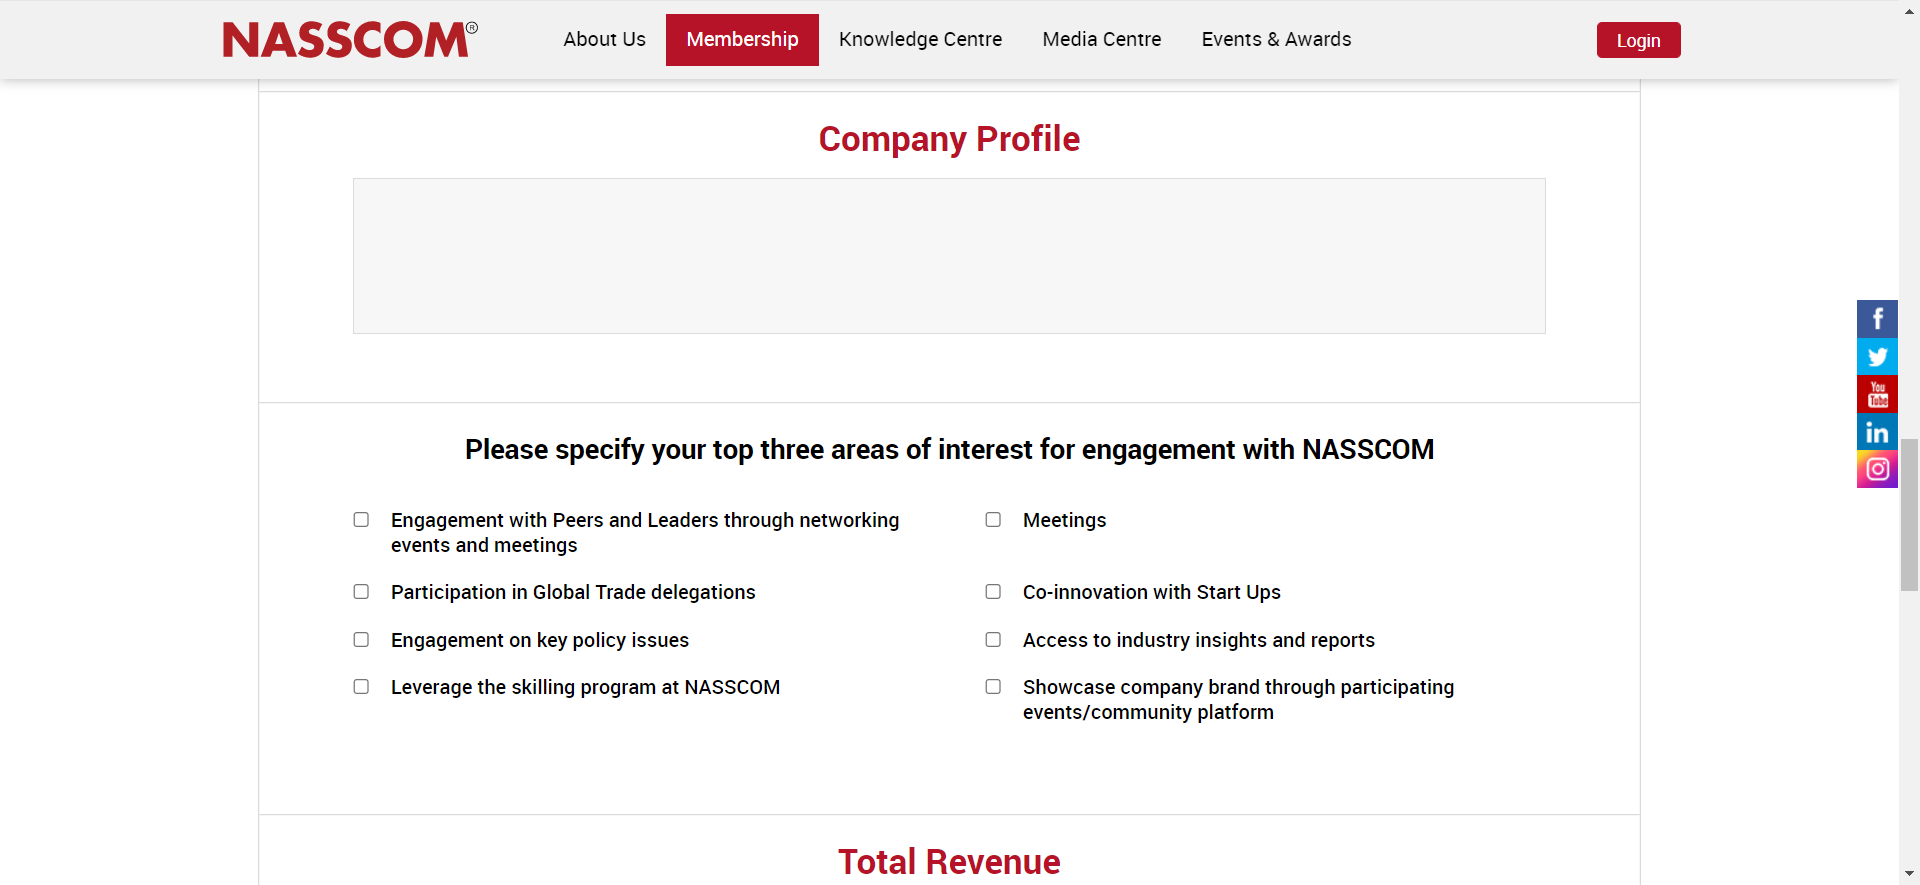 NASSCOM®
About Us
Membership
Knowledge Centre
Media Centre
Events & Awards
Login
Company Profile
You
Tube
in
Please specify your top three areas of interest for engagement with NASSCOM
Engagement with Peers and Leaders through networking
events and meetings
Meetings
Participation in Global Trade delegations
Co-innovation with Start Ups
Engagement on key policy issues
Access to industry insights and reports
Leverage the skilling program at NASSCOM
Showcase company brand through participating
events/community platform
Total Revenue